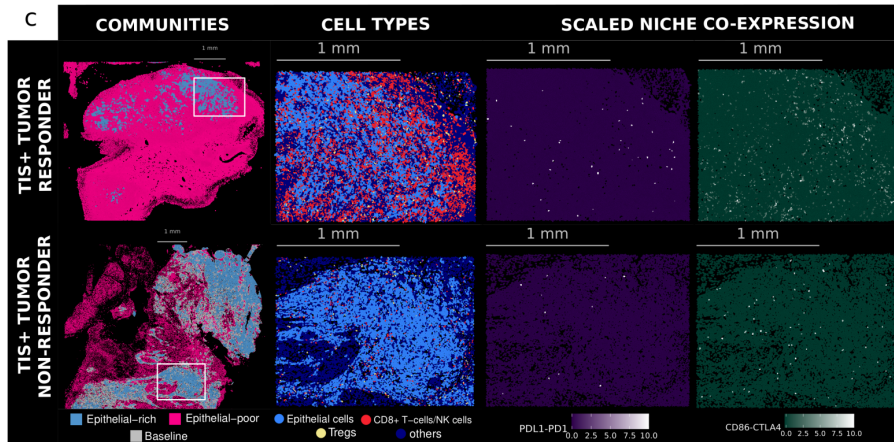 C
COMMUNITIES
CELL TYPES
SCALED NICHE CO-EXPRESSION
TIS+ TUMOR
RESPONDER
1 mm
1 mm
1 mm
1 mm
TIS+ TUMOR
NON-RESPONDER
1 mm
1 mm
1 mm
1 mm
Epithelial-rich
Epithelial-poor
Baseline
Epithelial cells
CD8+ T-cells/NK cells
Tregs
others
PDL1-PD1
0.0 2.5 5.0 7.5 10.0
CD86-CTLA4
0.0 2.5 5.0 7.5 10.0